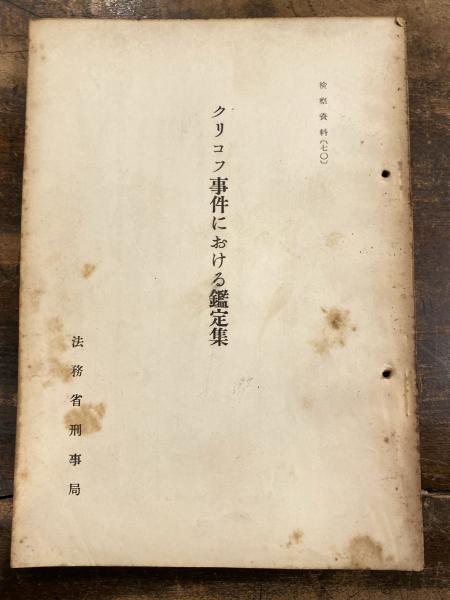 検察資料〔七〇〕
クリコフ事件における鑑定集
法務省刑事局